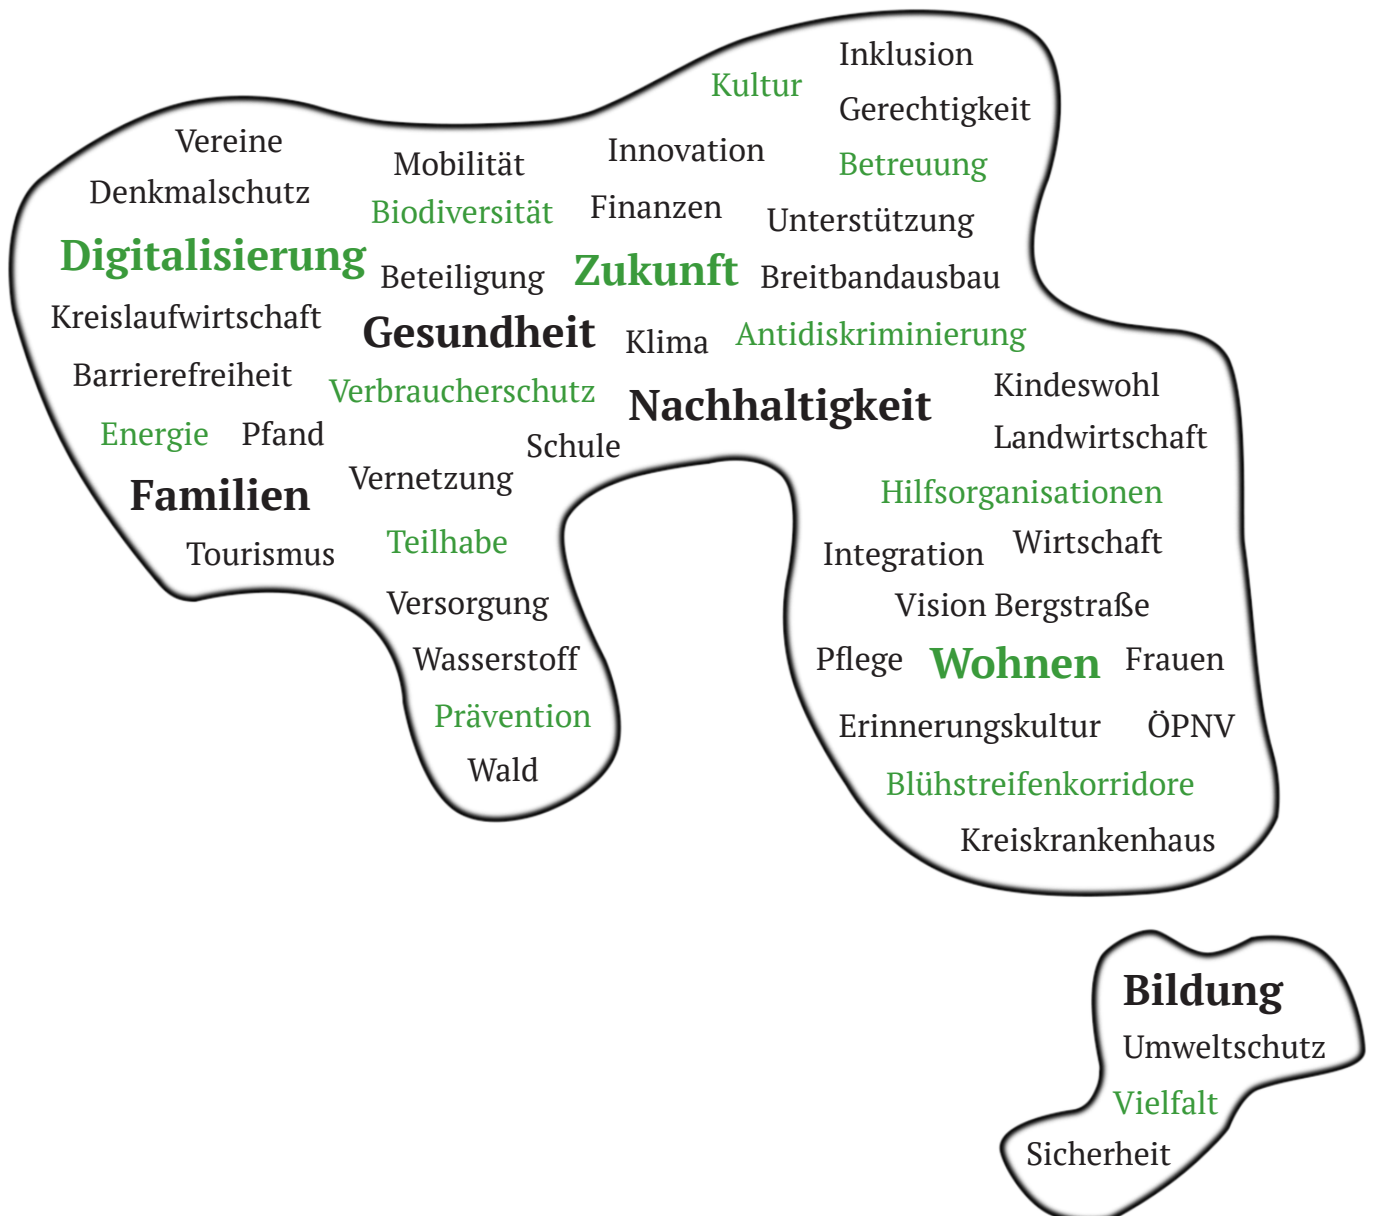 Inklusion
Kultur
Gerechtigkeit
Vereine
Mobilität
Innovation
Betreuung
Denkmalschutz
Biodiversität
Finanzen
Unterstützung
Digitalisierung
Beteiligung
Zukunft
Breitbandausbau
Kreislaufwirtschaft
Gesundheit
Klima
Antidiskriminierung
Barrierefreiheit
Verbraucherschutz
Nachhaltigkeit
Kindeswohl
Energie
Pfand
Schule
Landwirtschaft
Familien
Vernetzung
Hilfsorganisationen
Tourismus
Teilhabe
Integration
Wirtschaft
Versorgung
Vision Bergstraße
Wasserstoff
Pflege
Wohnen
Frauen
Prävention
Erinnerungskultur
ÖPNV
Wald
Blühstreifenkorridore
Kreiskrankenhaus
Bildung
Umweltschutz
Vielfalt
Sicherheit